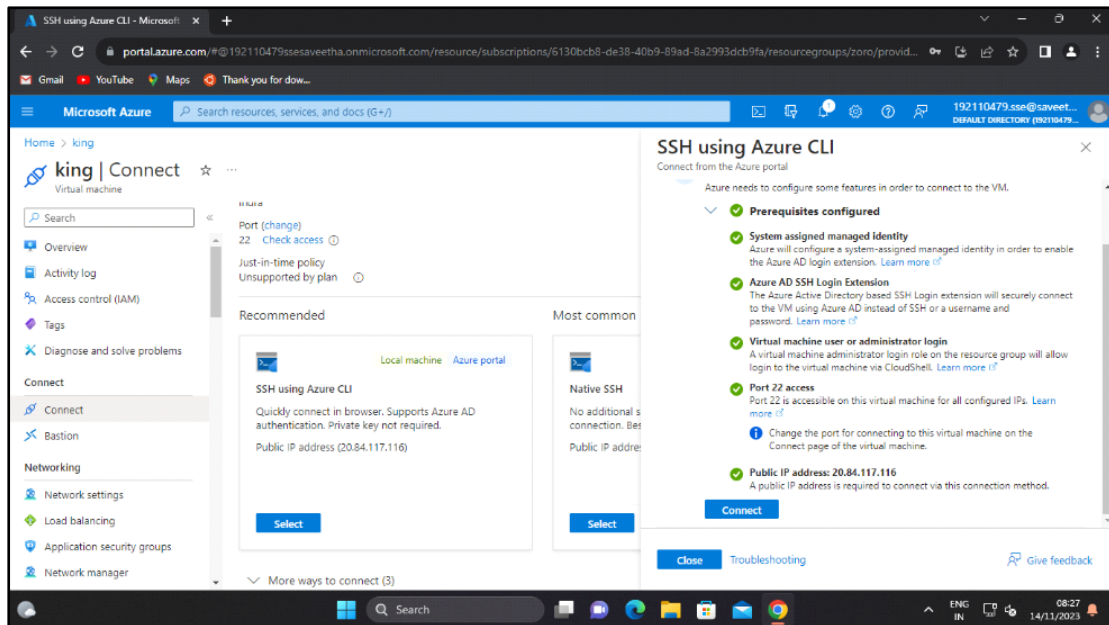 SSH using Azure CLI - Microsoft
portal.azure.com/#@192110479ssesaveetha.onmicrosoft.com/resource/subscriptions/6130bcb8-de38-40b9-89ad-8a2993dcb9fa/resourcegroups/zoro/provid...
Gmail YouTube Maps Thank you for dow...
Microsoft Azure
Search resources, services, and docs (G+/)
1
192110479.sse@saveet...
DEFAULT DIRECTORY (192110479...
Home > king
king | Connect
Virtual machine
Search
Overview
Activity log
Access control (IAM)
Tags
Diagnose and solve problems
Connect
Connect
Bastion
Networking
Network settings
Load balancing
Application security groups
Network manager
Port (change)
22 Check access
Just-in-time policy
Unsupported by plan
Recommended
Local machine Azure portal
SSH using Azure CLI
Quickly connect in browser. Supports Azure AD
authentication. Private key not required.
Public IP address (20.84.117.116)
Select
Most common
Native SSH
No additional s
connection. Bes
Public IP addre
Select
More ways to connect (3)
SSH using Azure CLI
Connect from the Azure portal
Azure needs to configure some features in order to connect to the VM.
Prerequisites configured
System assigned managed identity
Azure will configure a system-assigned managed identity in order to enable
the Azure AD login extension. Learn more
Azure AD SSH Login Extension
The Azure Active Directory based SSH Login extension will securely connect
to the VM using Azure AD instead of SSH or a username and
password. Learn more
Virtual machine user or administrator login
A virtual machine administrator login role on the resource group will allow
login to the virtual machine via CloudShell. Learn more
Port 22 access
Port 22 is accessible on this virtual machine for all configured IPs. Learn
more
Change the port for connecting to this virtual machine on the
Connect page of the virtual machine.
Public IP address: 20.84.117.116
A public IP address is required to connect via this connection method.
Connect
Close Troubleshooting Give feedback
Search
ENG
IN
08:27
14/11/2023